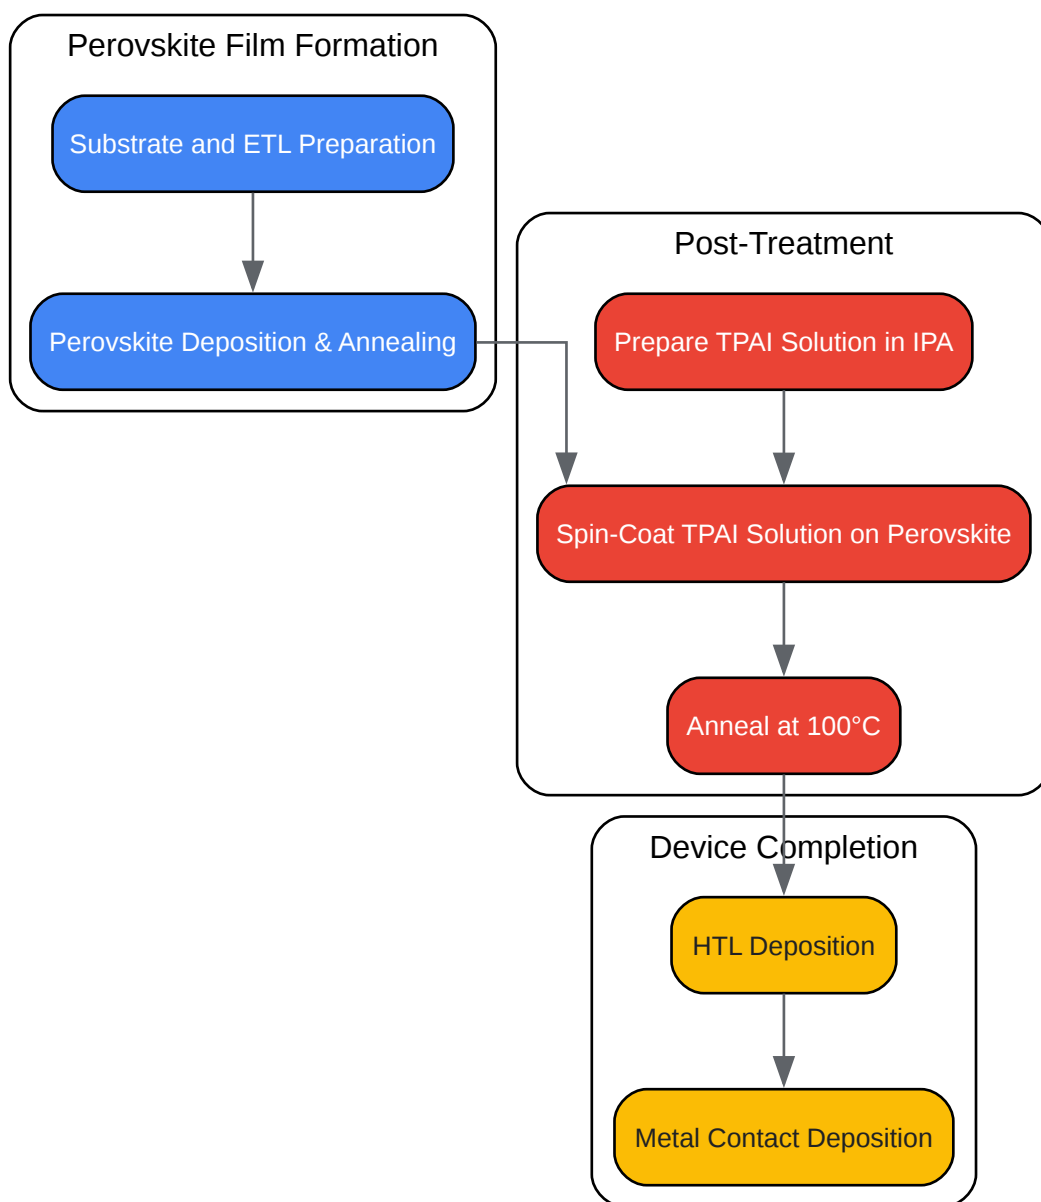 Perovskite Film Formation
Substrate and ETL Preparation
Perovskite Deposition & Annealing
Post-Treatment
Prepare TPAI Solution in IPA
Spin-Coat TPAI Solution on Perovskite
Anneal at 100°C
Device Completion
HTL Deposition
Metal Contact Deposition